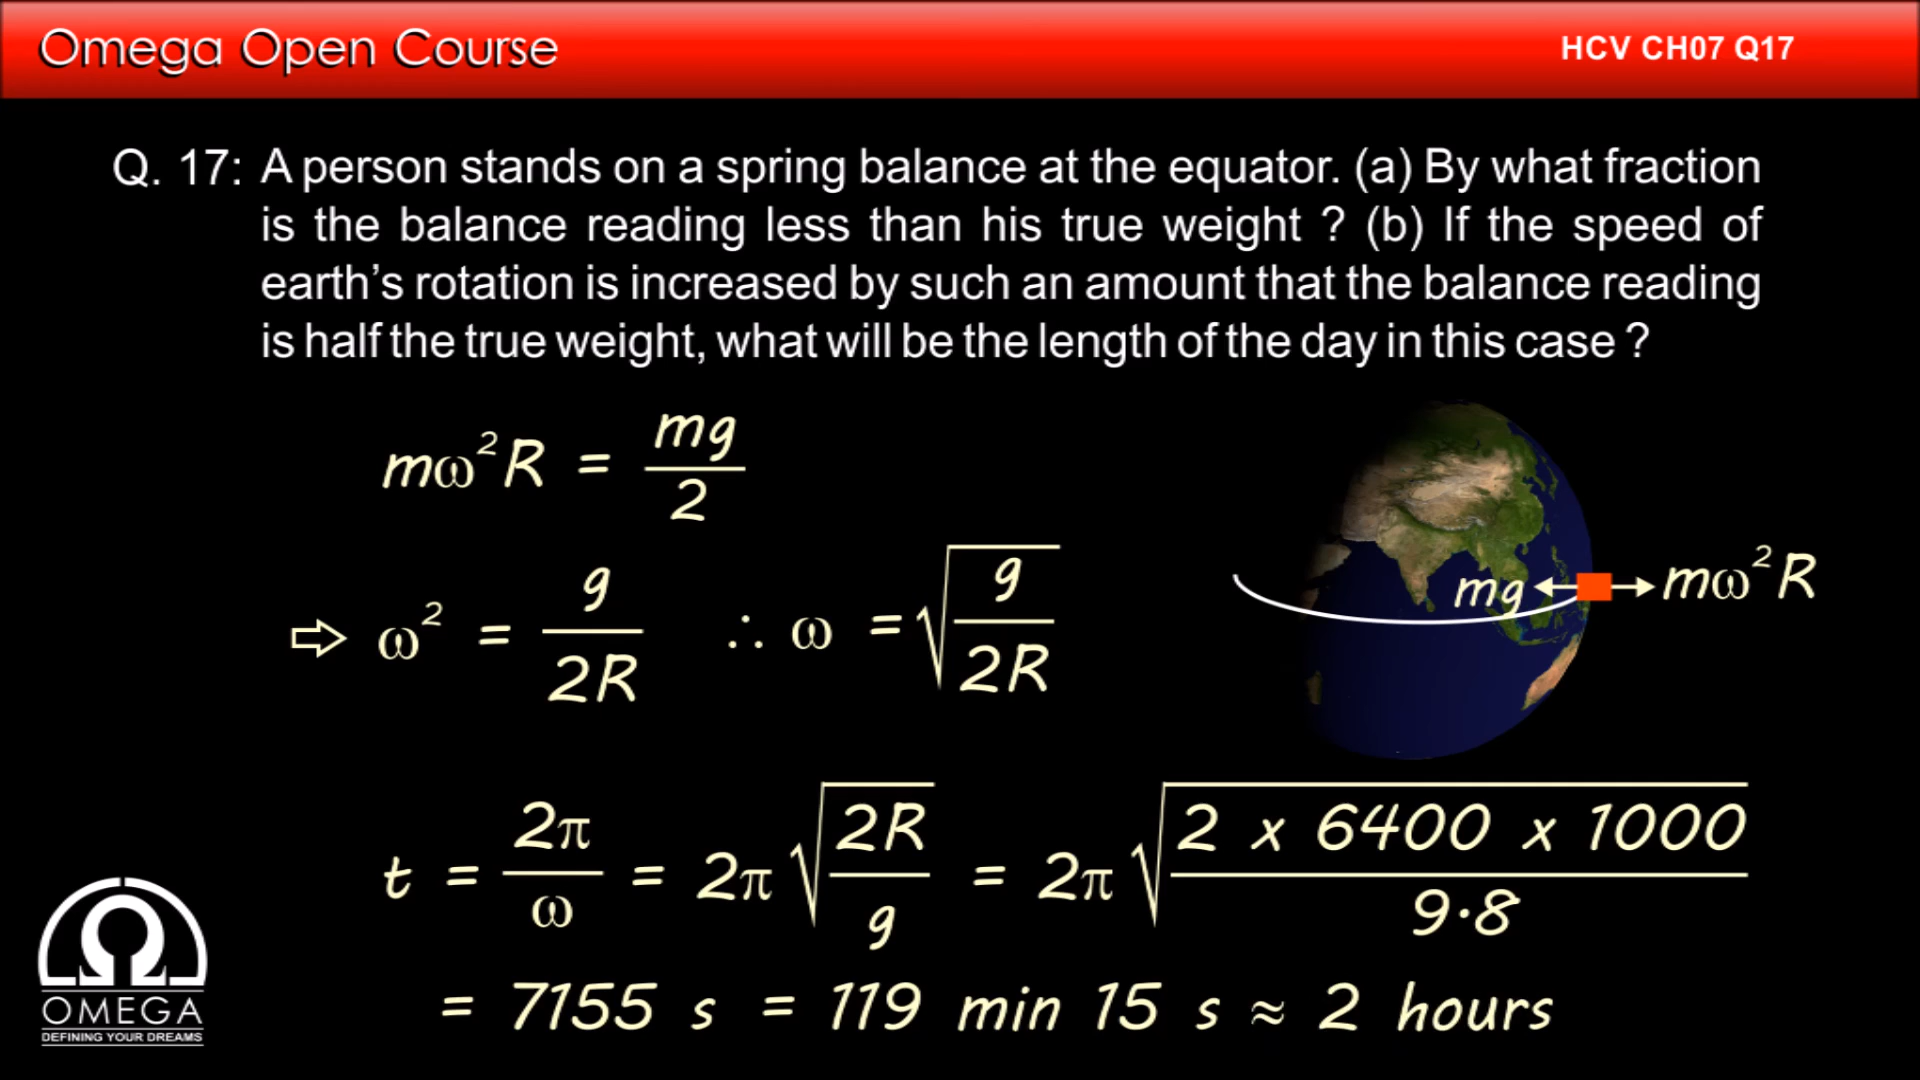 Omega Open Course
HCV CH07 Q17
Q. 17: A person stands on a spring balance at the equator. (a) By what fraction
is the balance reading less than his true weight ? (b) If the speed of
earth's rotation is increased by such an amount that the balance reading
is half the true weight, what will be the length of the day in this case ?
mω²R = mg/2
⇨ ω² = g/2R ∴ ω = √(g/2R)
mg mω²R
t = 2π/ω = 2π √(2R/g) = 2π √(2 x 6400 x 1000/9·8)
= 7155 s = 119 min 15 s ≈ 2 hours
OMEGA
DEFINING YOUR DREAMS